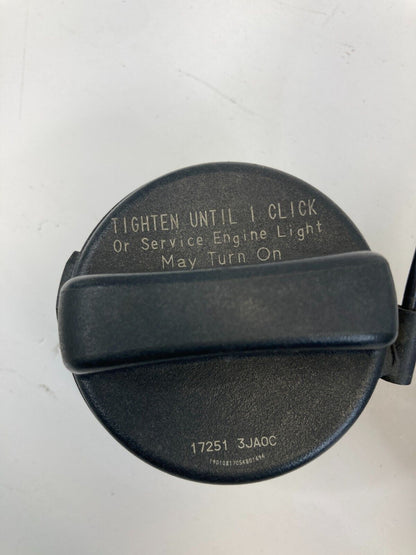 TIGHTEN UNTIL 1 CLICK
Or Service Engine Light
May Turn On
17251 3JA0C